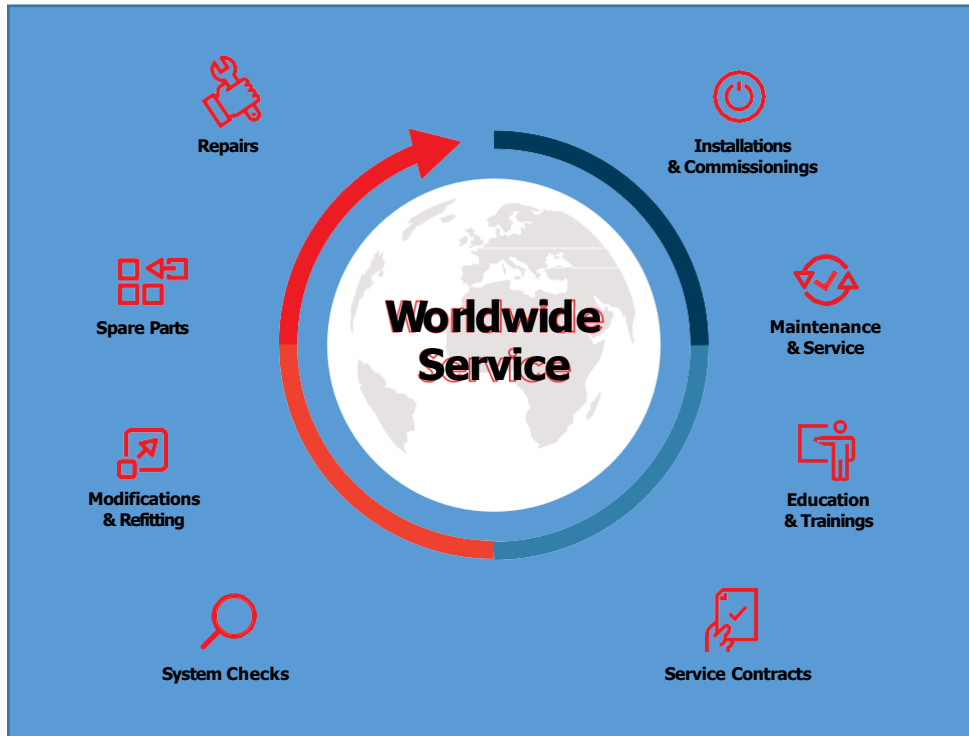 Repairs
Installations
& Commissionings
Spare Parts
Maintenance
& Service
Worldwide
Service
Modifications
& Refitting
Education
& Trainings
System Checks
Service Contracts